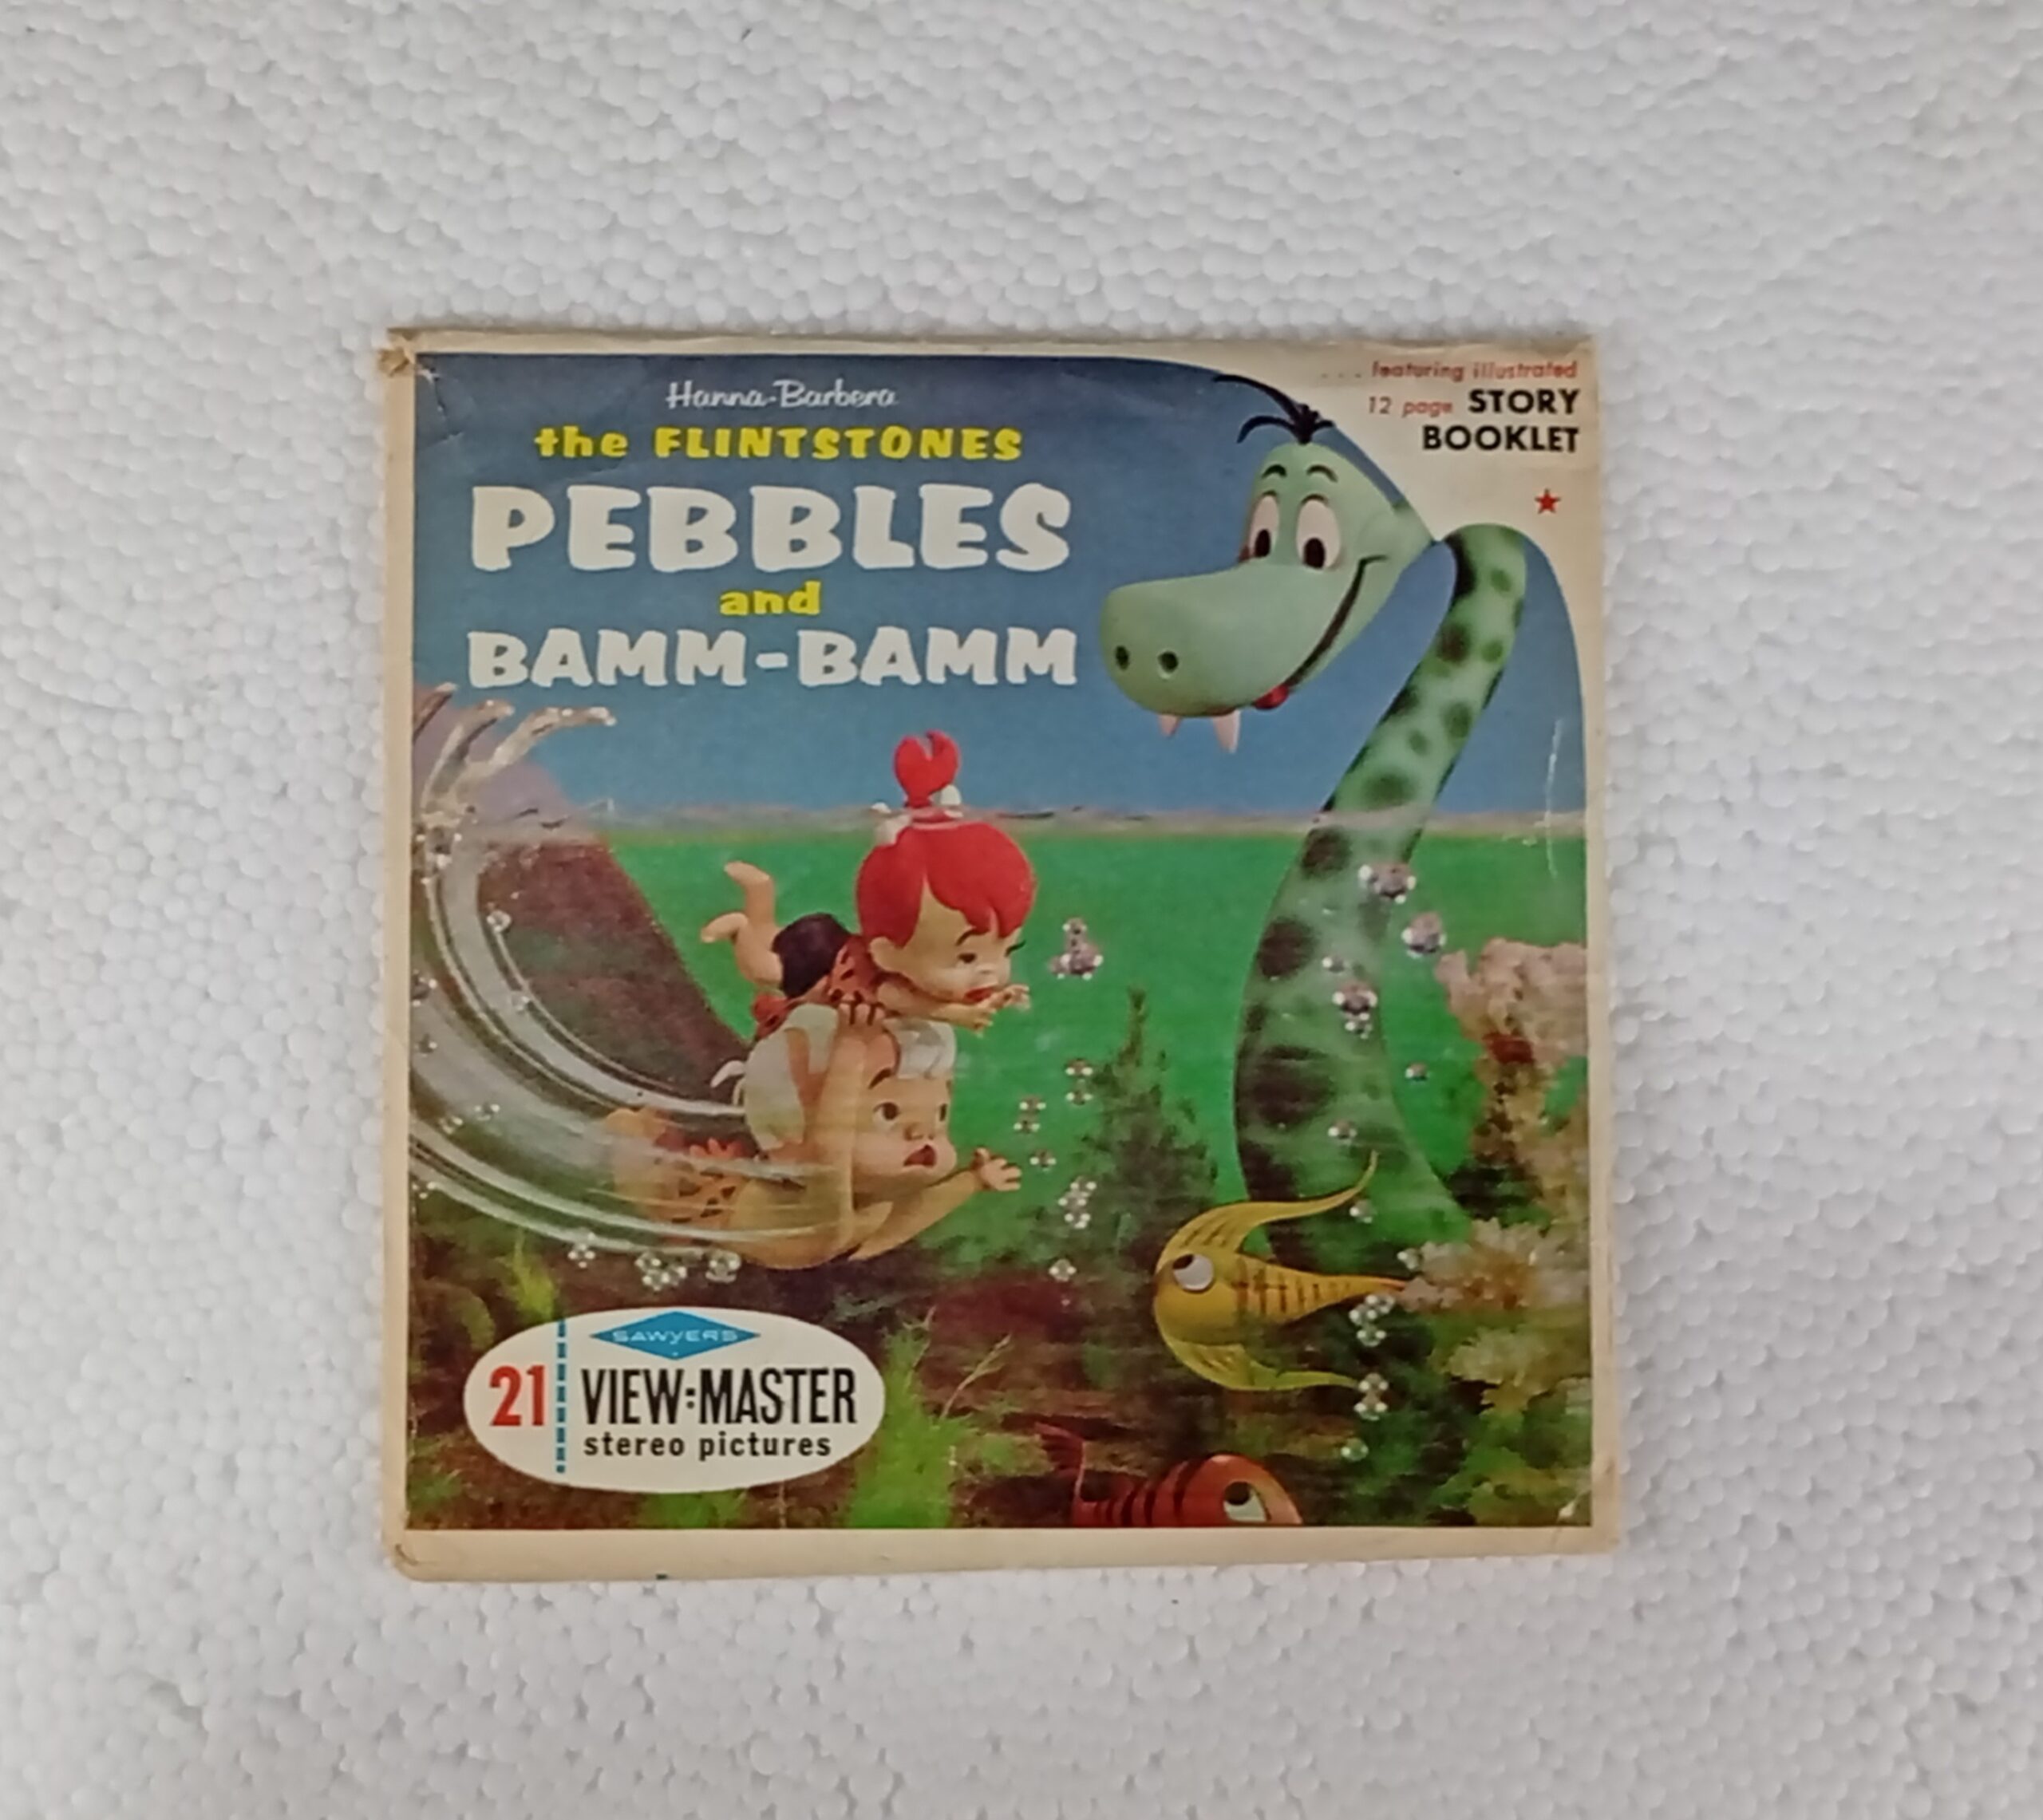 Hanna-Barbera
the FLINTSTONES
PEBBLES
and
BAMM-BAMM
... featuring illustrated
12 page STORY
BOOKLET
SAWYERS
21 VIEW-MASTER
stereo pictures